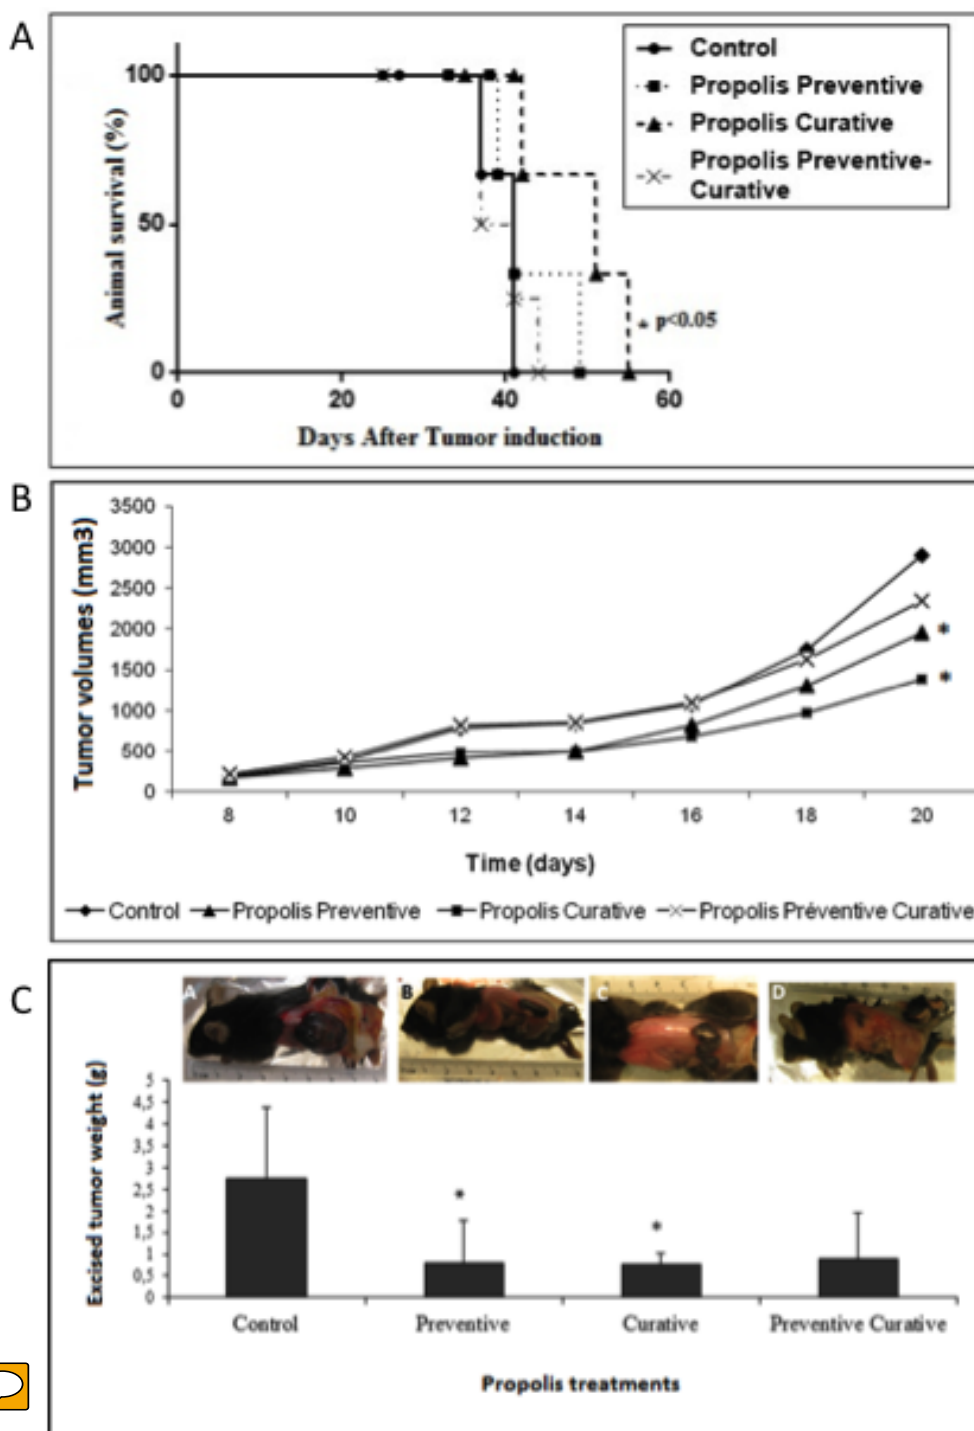 A
Control
Propolis Preventive
Propolis Curative
Propolis Preventive-
Curative
Animal survival (%)
100
50
0
p<0.05
0 20 40 60
Days After Tumor induction
B
Tumor volumes (mm3)
3500
3000
2500
2000
1500
1000
500
0
*
*
8 10 12 14 16 18 20
Time (days)
Control Propolis Preventive Propolis Curative Propolis Préventive Curative
C
A B C D
Excised tumor weight (g)
5
4,5
4
3,5
3
2,5
2
1,5
1
0,5
0
*
*
Control Preventive Curative Preventive Curative
Propolis treatments